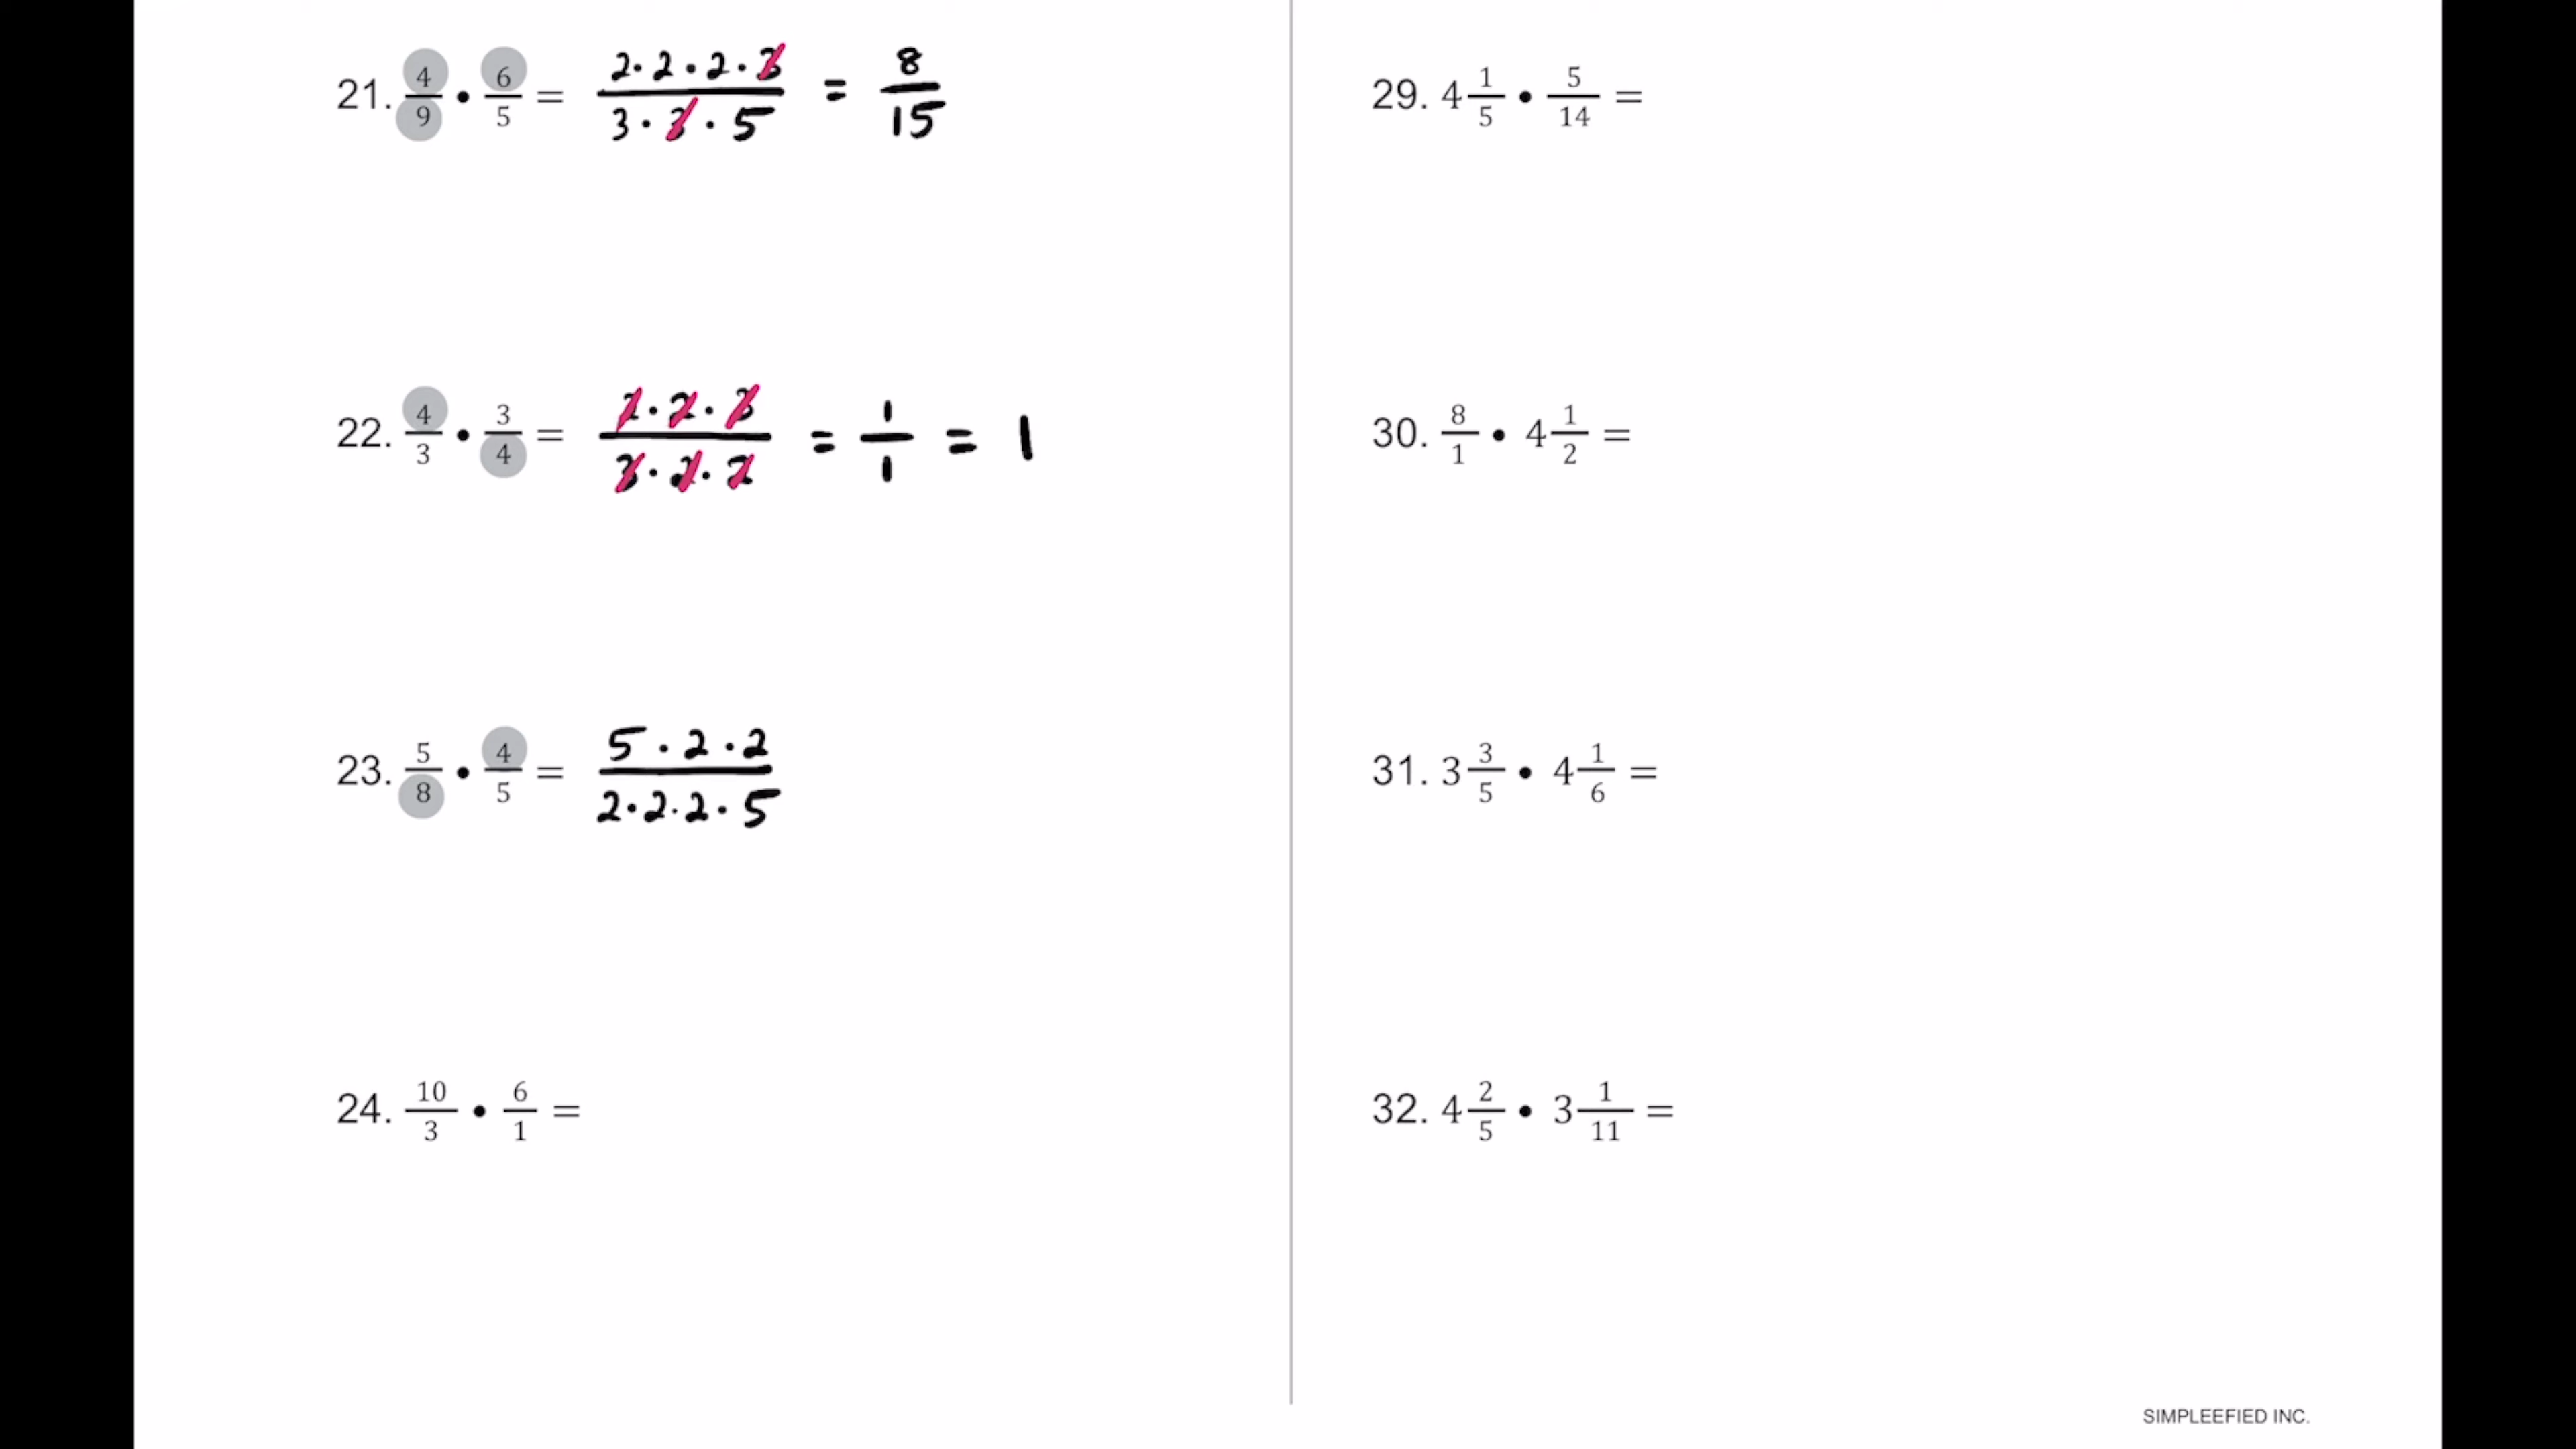 21. 4/9 • 6/5 = (2·2·2·3)/(3·3·5) = 8/15
22. 4/3 • 3/4 = (2·2·3)/(3·2·2) = 1/1 = 1
23. 5/8 • 4/5 = (5·2·2)/(2·2·2·5)
24. 10/3 • 6/1 =
29. 4 1/5 • 5/14 =
30. 8/1 • 4 1/2 =
31. 3 3/5 • 4 1/6 =
32. 4 2/5 • 3 1/11 =
SIMPLEEFIED INC.